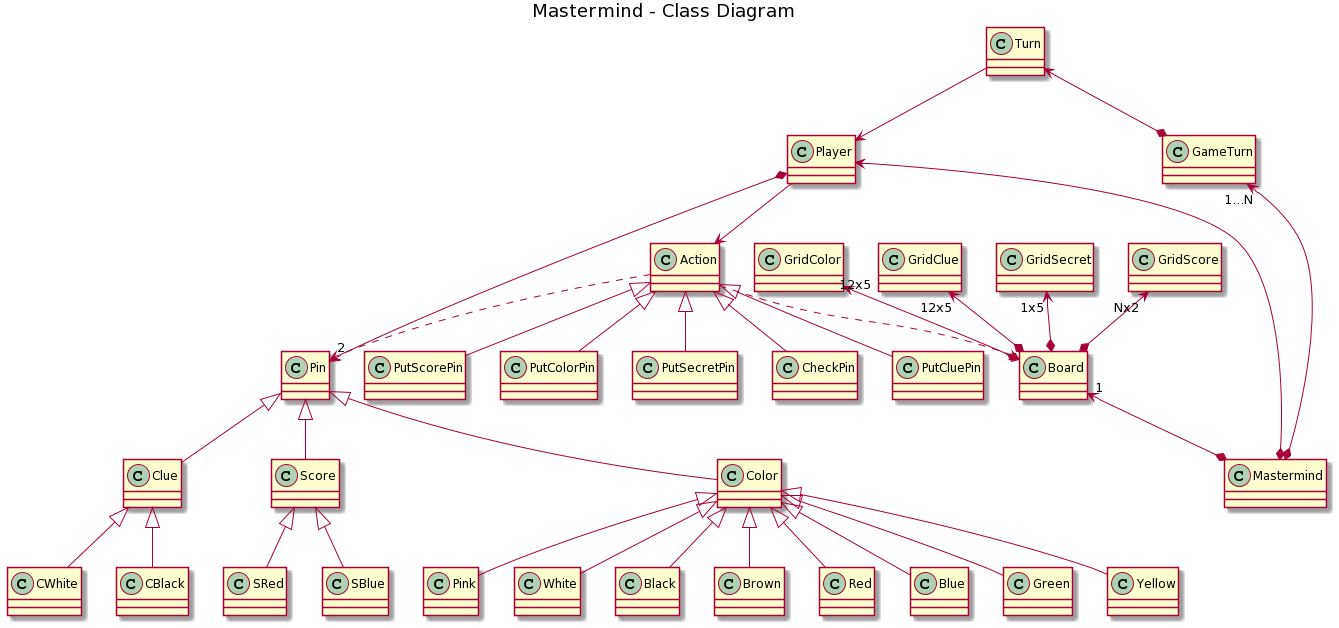 Mastermind - Class Diagram
C Turn
C Player
C GameTurn
1...N
C Action
C GridColor
C GridClue
C GridSecret
C GridScore
12x5
12x5
1x5
Nx2
2
C Pin
C PutScorePin
C PutColorPin
C PutSecretPin
C CheckPin
C PutCluePin
C Board
1
C Clue
C Score
C Color
C Mastermind
C CWhite
C CBlack
C SRed
C SBlue
C Pink
C White
C Black
C Brown
C Red
C Blue
C Green
C Yellow